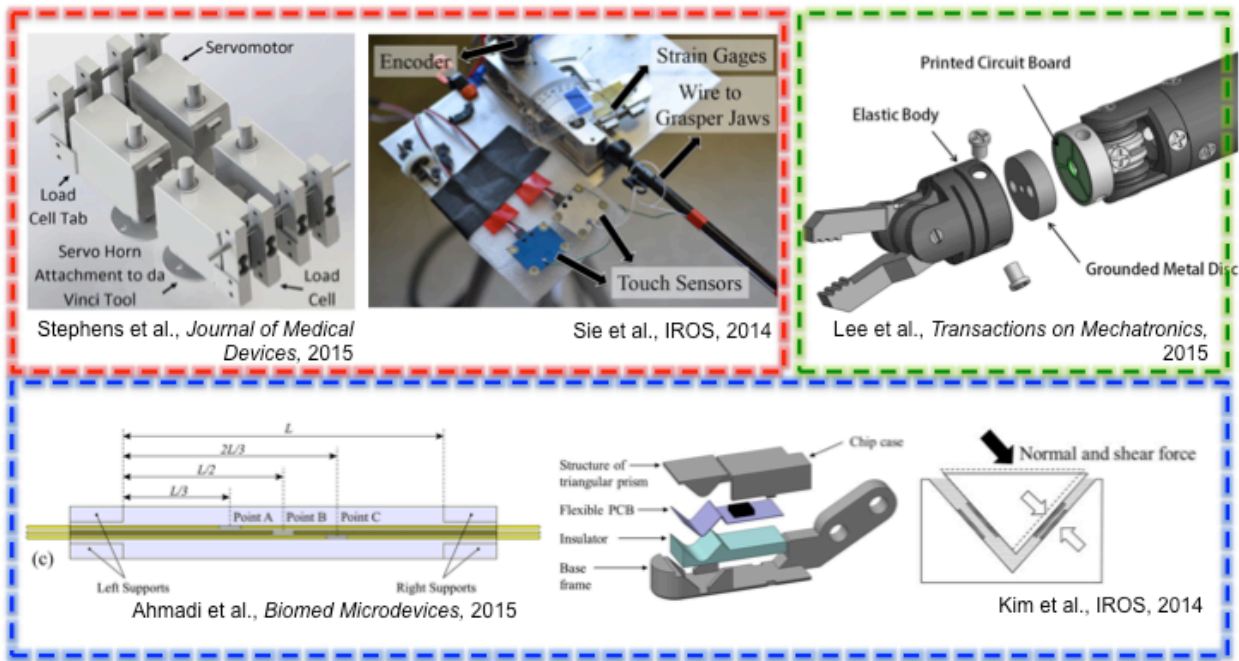 Servomotor
Load
Cell Tab
Servo Horn
Attachment to da
Vinci Tool
Load
Cell
Stephens et al., Journal of Medical
Devices, 2015
Encoder
Strain Gages
Wire to
Grasper Jaws
Touch Sensors
Sie et al., IROS, 2014
Printed Circuit Board
Elastic Body
Grounded Metal Disc
Lee et al., Transactions on Mechatronics,
2015
L
2L/3
L/2
L/3
Point A
Point B
Point C
(c)
Left Supports
Right Supports
Ahmadi et al., Biomed Microdevices, 2015
Chip case
Structure of
triangular prism
Flexible PCB
Insulator
Base
frame
Normal and shear force
Kim et al., IROS, 2014